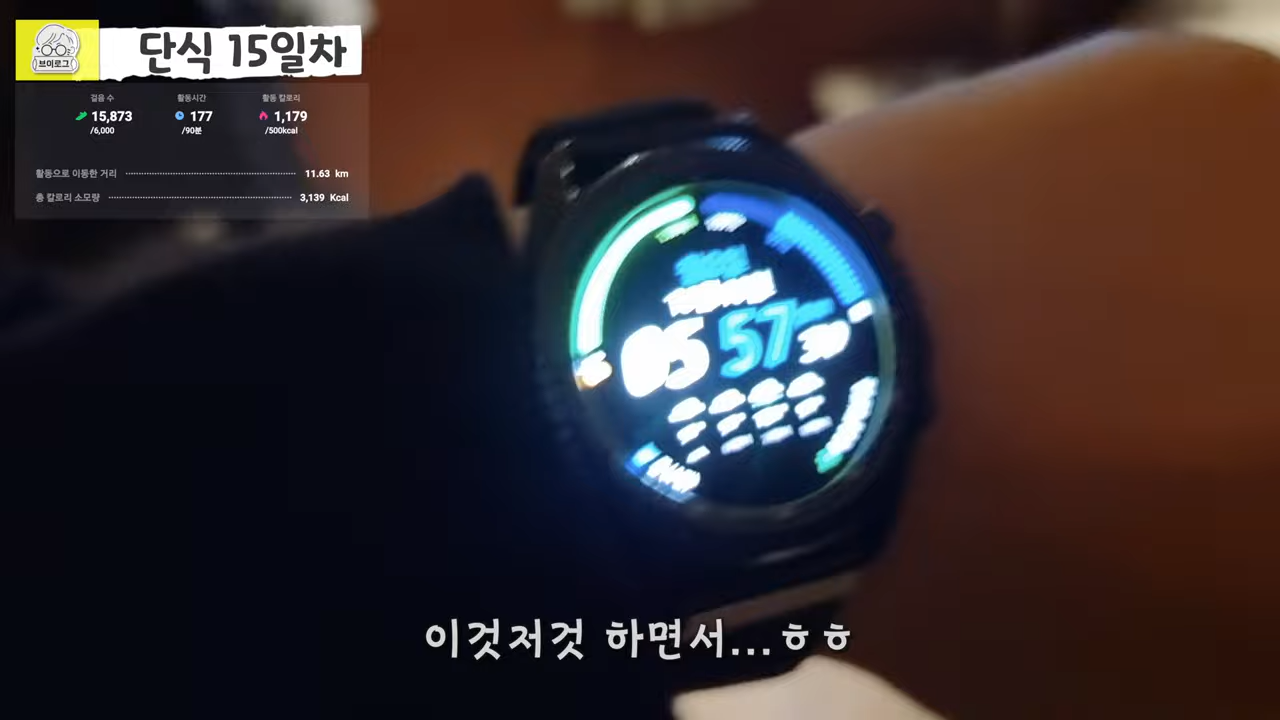 브이로그
단식 15일차
걸음 수 활동시간 활동 칼로리
15,873 177 1,179
/6,000 /90분 /500kcal
활동으로 이동한 거리 11.63 km
총 칼로리 소모량 3,139 Kcal
05 57 30
이것저것 하면서...ㅎㅎ